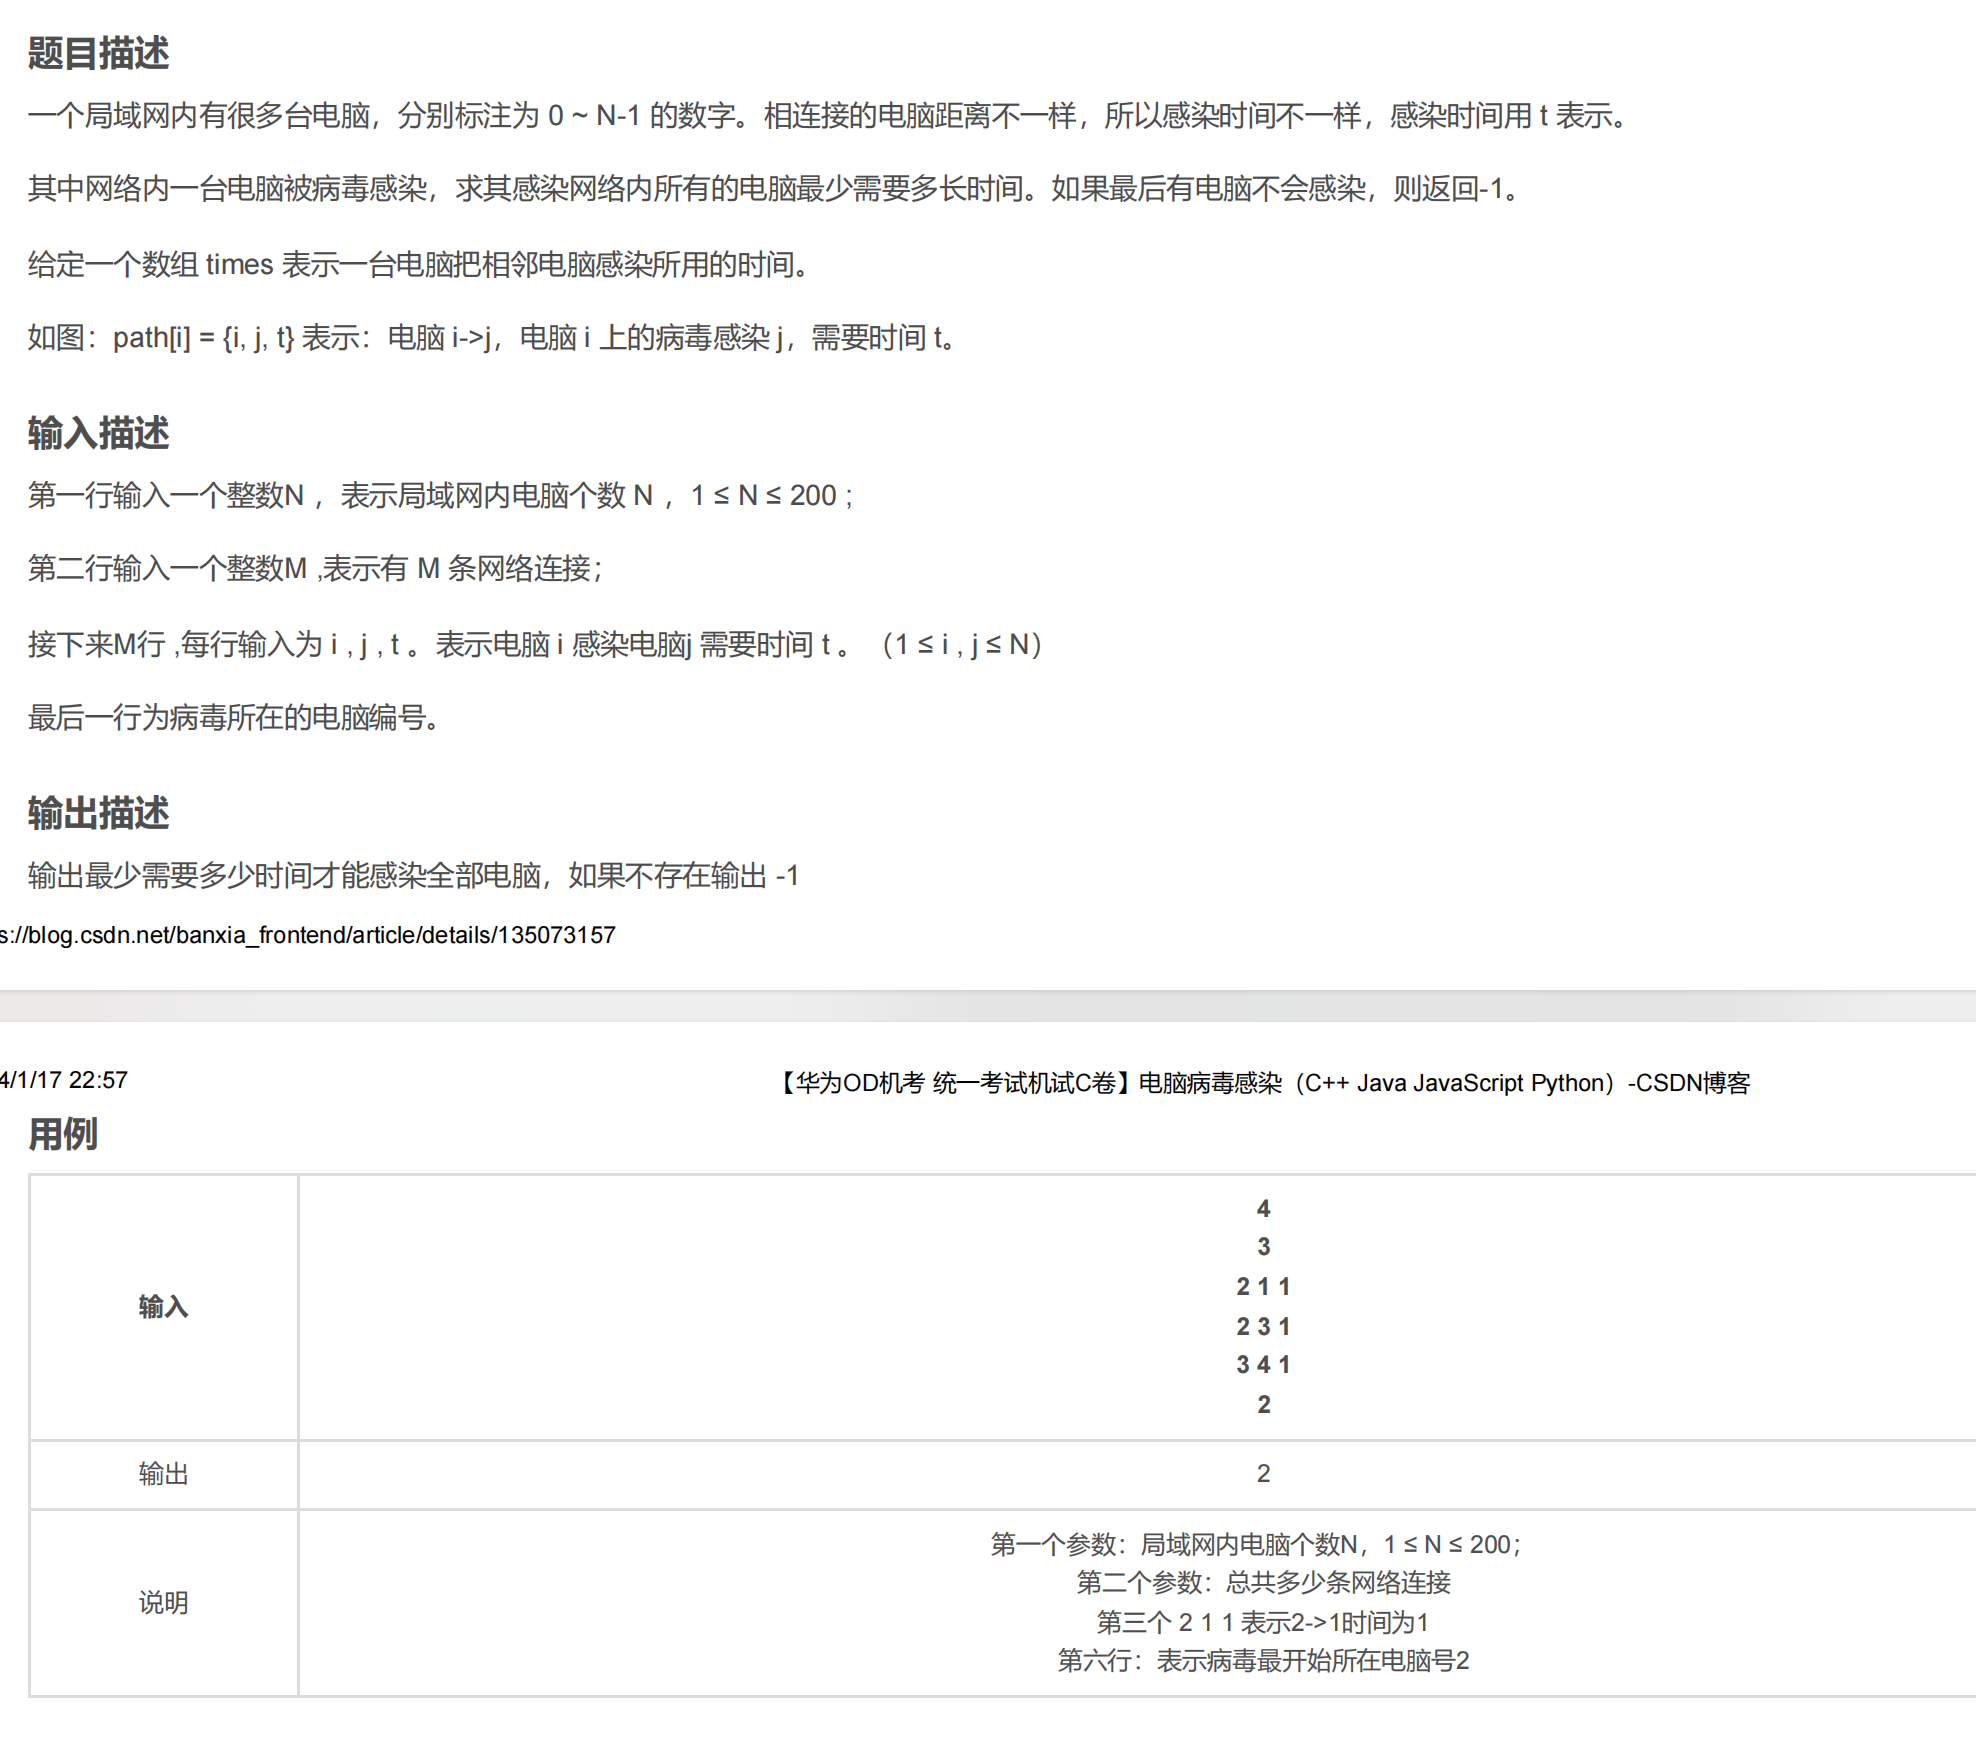 题目描述
一个局域网内有很多台电脑，分别标注为 0 ~ N-1 的数字。相连接的电脑距离不一样，所以感染时间不一样，感染时间用 t 表示。
其中网络内一台电脑被病毒感染，求其感染网络内所有的电脑最少需要多长时间。如果最后有电脑不会感染，则返回-1。
给定一个数组 times 表示一台电脑把相邻电脑感染所用的时间。
如图：path[i] = {i, j, t} 表示：电脑 i->j，电脑 i 上的病毒感染 j，需要时间 t。
输入描述
第一行输入一个整数N ，表示局域网内电脑个数 N ，1 ≤ N ≤ 200 ；
第二行输入一个整数M ,表示有 M 条网络连接；
接下来M行 ,每行输入为 i , j , t 。表示电脑 i 感染电脑j 需要时间 t 。（1 ≤ i , j ≤ N）
最后一行为病毒所在的电脑编号。
输出描述
输出最少需要多少时间才能感染全部电脑，如果不存在输出 -1
s://blog.csdn.net/banxia_frontend/article/details/135073157
4/1/17 22:57 【华为OD机考 统一考试机试C卷】电脑病毒感染（C++ Java JavaScript Python）-CSDN博客
用例
输入
4
3
2 1 1
2 3 1
3 4 1
2
输出 2
说明
第一个参数：局域网内电脑个数N，1 ≤ N ≤ 200；
第二个参数：总共多少条网络连接
第三个 2 1 1 表示2->1时间为1
第六行：表示病毒最开始所在电脑号2